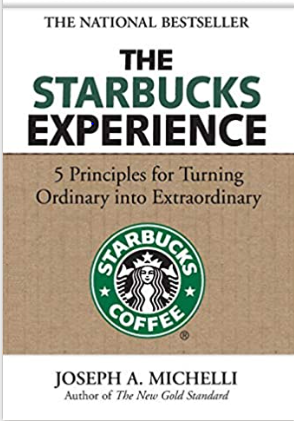 THE NATIONAL BESTSELLER
THE
STARBUCKS
EXPERIENCE
5 Principles for Turning
Ordinary into Extraordinary
STARBUCKS
COFFEE
®
JOSEPH A. MICHELLI
Author of The New Gold Standard